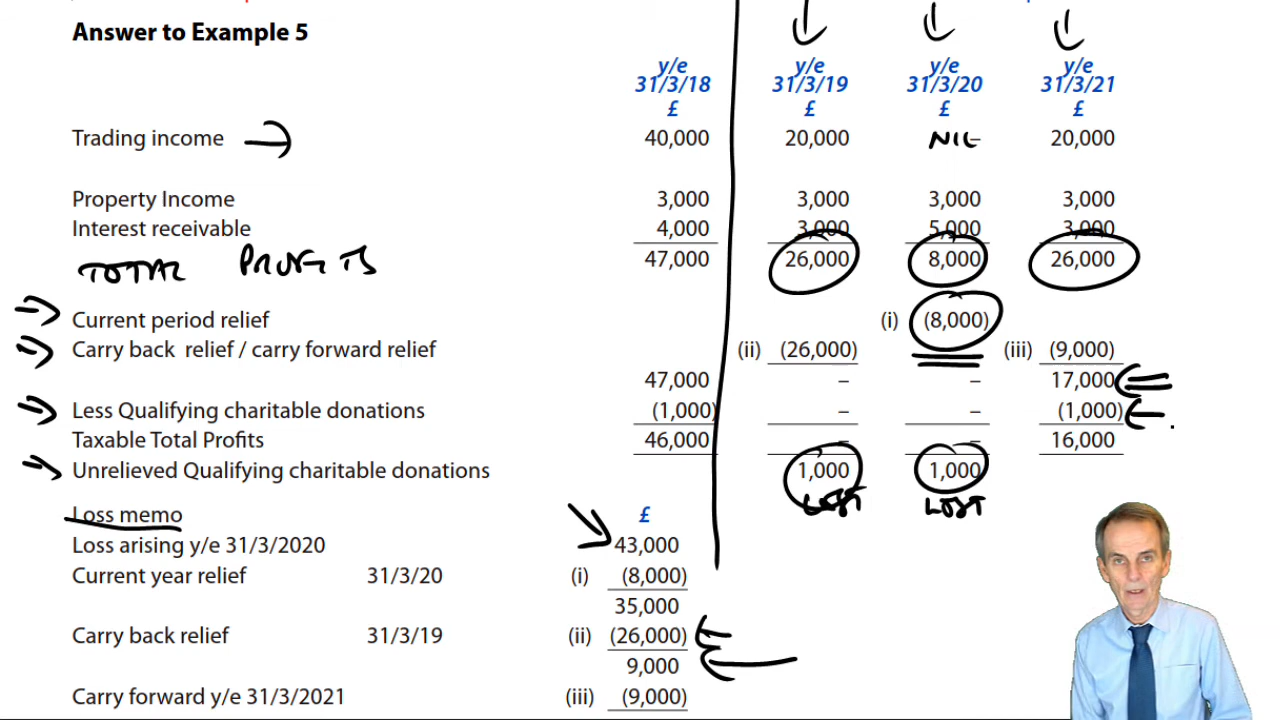 Answer to Example 5
y/e y/e y/e y/e
31/3/18 31/3/19 31/3/20 31/3/21
£ £ £ £
Trading income 40,000 20,000 NIL 20,000
Property Income 3,000 3,000 3,000 3,000
Interest receivable 4,000 3,000 5,000 3,000
TOTAL PROFITS 47,000 26,000 8,000 26,000
Current period relief (i) (8,000)
Carry back relief / carry forward relief (ii) (26,000) (iii) (9,000)
47,000 – – 17,000
Less Qualifying charitable donations (1,000) – – (1,000)
Taxable Total Profits 46,000 – – 16,000
Unrelieved Qualifying charitable donations 1,000 1,000
LOST LOST
Loss memo £
Loss arising y/e 31/3/2020 43,000
Current year relief 31/3/20 (i) (8,000)
35,000
Carry back relief 31/3/19 (ii) (26,000)
9,000
Carry forward y/e 31/3/2021 (iii) (9,000)